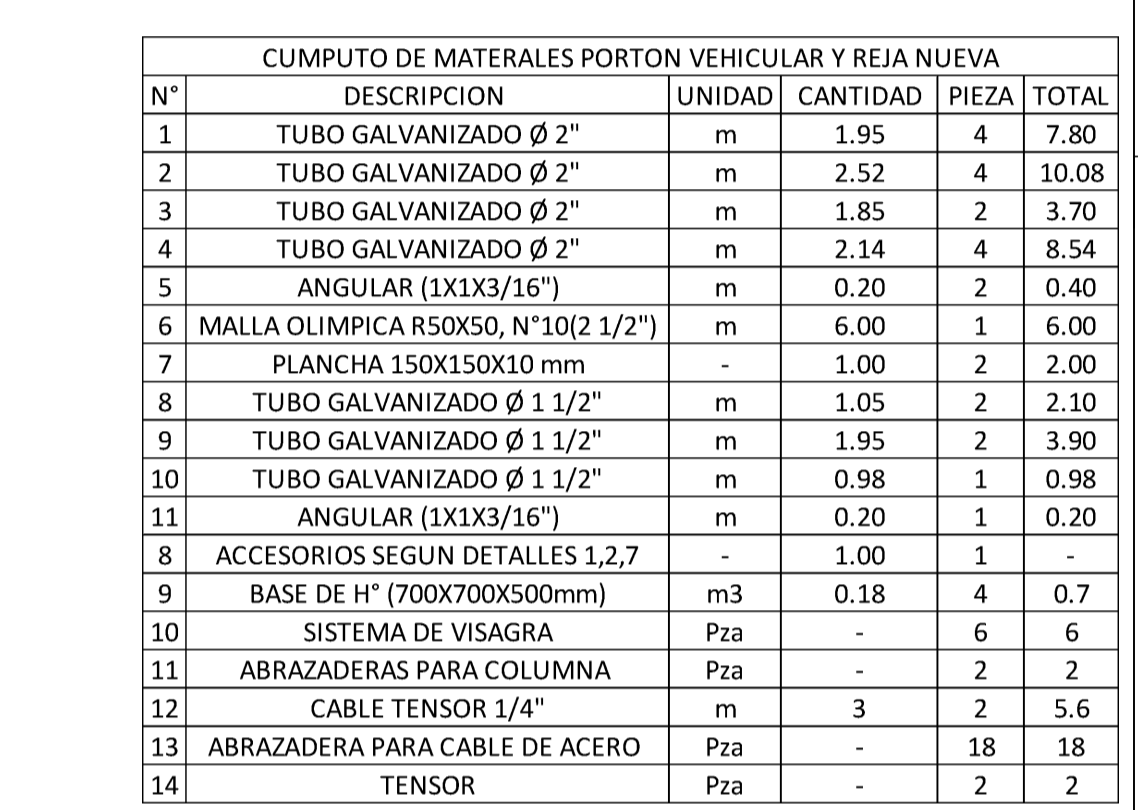 CUMPUTO DE MATERALES PORTON VEHICULAR Y REJA NUEVA
N° DESCRIPCION UNIDAD CANTIDAD PIEZA TOTAL
1 TUBO GALVANIZADO Ø 2" m 1.95 4 7.80
2 TUBO GALVANIZADO Ø 2" m 2.52 4 10.08
3 TUBO GALVANIZADO Ø 2" m 1.85 2 3.70
4 TUBO GALVANIZADO Ø 2" m 2.14 4 8.54
5 ANGULAR (1X1X3/16") m 0.20 2 0.40
6 MALLA OLIMPICA R50X50, N°10(2 1/2") m 6.00 1 6.00
7 PLANCHA 150X150X10 mm - 1.00 2 2.00
8 TUBO GALVANIZADO Ø 1 1/2" m 1.05 2 2.10
9 TUBO GALVANIZADO Ø 1 1/2" m 1.95 2 3.90
10 TUBO GALVANIZADO Ø 1 1/2" m 0.98 1 0.98
11 ANGULAR (1X1X3/16") m 0.20 1 0.20
8 ACCESORIOS SEGUN DETALLES 1,2,7 - 1.00 1 -
9 BASE DE H° (700X700X500mm) m3 0.18 4 0.7
10 SISTEMA DE VISAGRA Pza - 6 6
11 ABRAZADERAS PARA COLUMNA Pza - 2 2
12 CABLE TENSOR 1/4" m 3 2 5.6
13 ABRAZADERA PARA CABLE DE ACERO Pza - 18 18
14 TENSOR Pza - 2 2